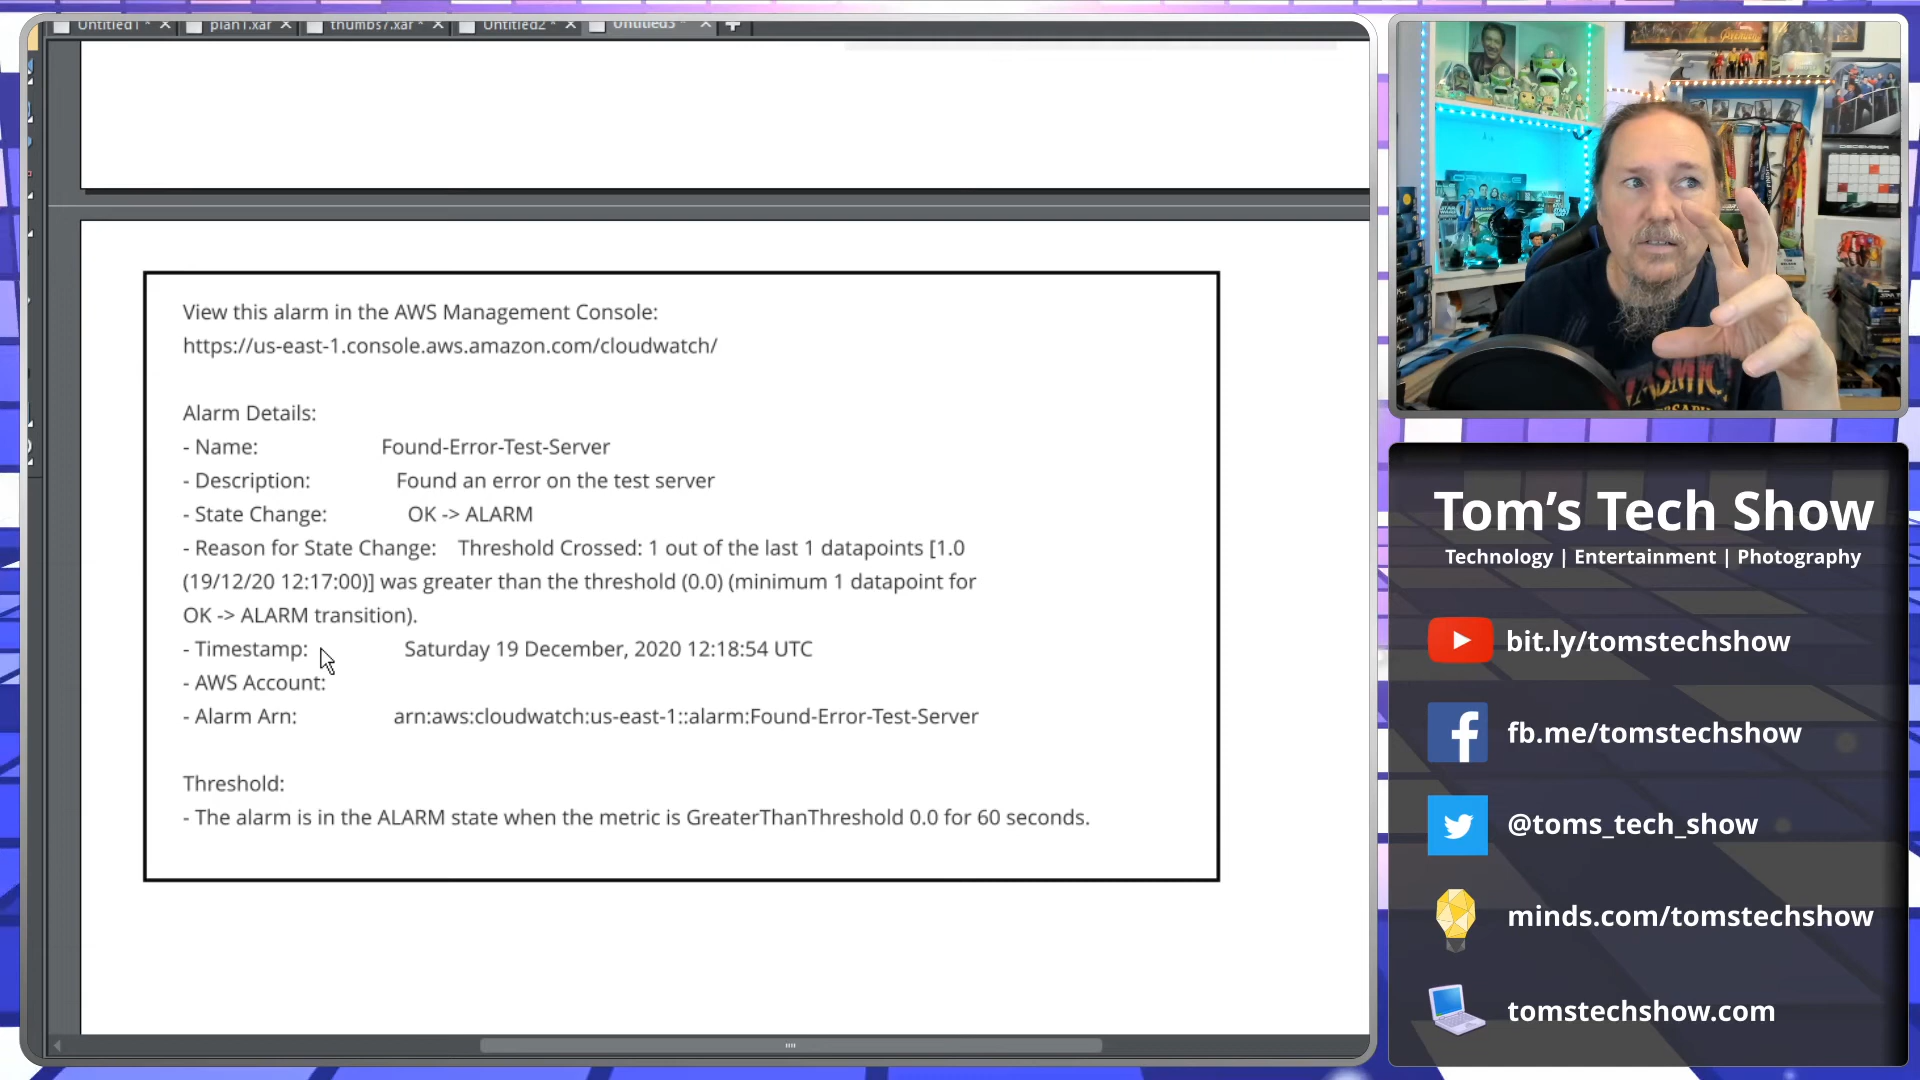 Untitled1 *
plan1.xar
thumbs7.xar *
Untitled2 *
Untitled3 *
View this alarm in the AWS Management Console:
https://us-east-1.console.aws.amazon.com/cloudwatch/
Alarm Details:
- Name: Found-Error-Test-Server
- Description: Found an error on the test server
- State Change: OK -> ALARM
- Reason for State Change: Threshold Crossed: 1 out of the last 1 datapoints [1.0
(19/12/20 12:17:00)] was greater than the threshold (0.0) (minimum 1 datapoint for
OK -> ALARM transition).
- Timestamp: Saturday 19 December, 2020 12:18:54 UTC
- AWS Account:
- Alarm Arn: arn:aws:cloudwatch:us-east-1::alarm:Found-Error-Test-Server
Threshold:
- The alarm is in the ALARM state when the metric is GreaterThanThreshold 0.0 for 60 seconds.
DECEMBER
Tom's Tech Show
Technology | Entertainment | Photography
bit.ly/tomstechshow
fb.me/tomstechshow
@toms_tech_show
minds.com/tomstechshow
tomstechshow.com